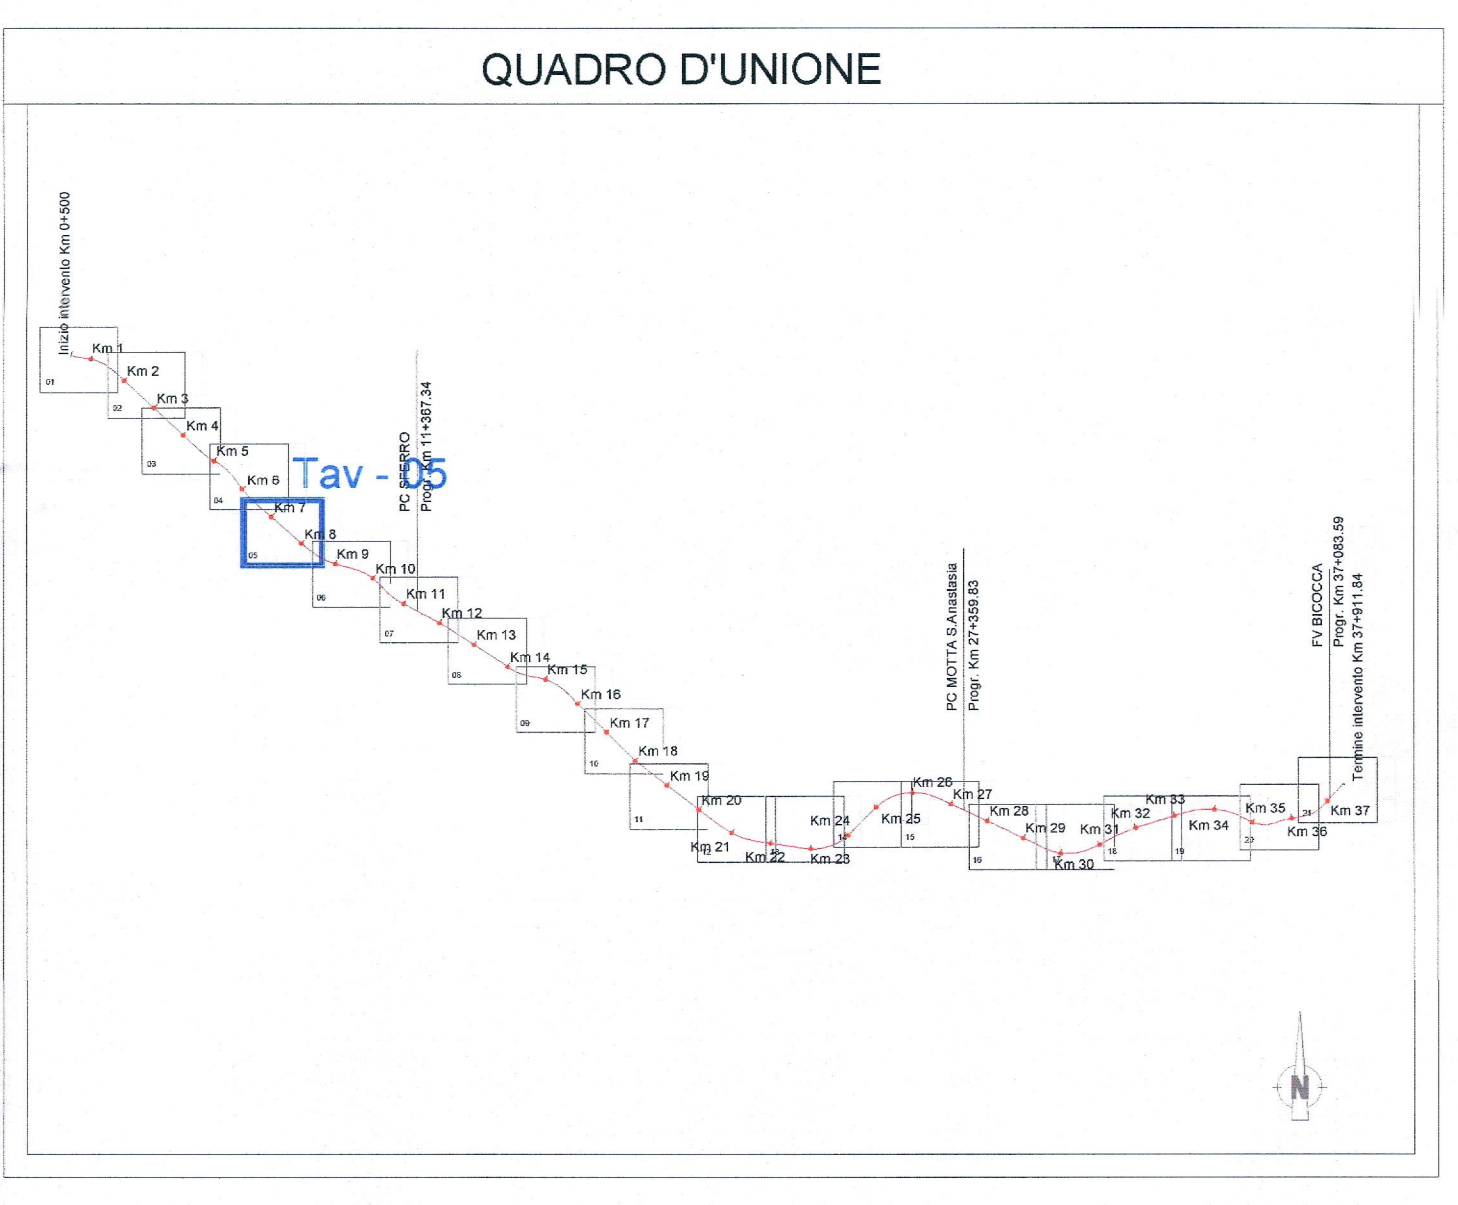 QUADRO D'UNIONE
Inizio intervento Km 0+500
Km 1
01
Km 2
02
Km 3
03
Km 4
Km 5
04
Km 6
Tav - 05
Km 7
05
Km 8
PC SFERRO
Progr. Km 11+367.34
Km 9
06
Km 10
Km 11
07
Km 12
Km 13
08
Km 14
Km 15
09
Km 16
Km 17
10
Km 18
Km 19
11
Km 20
Km 21
12
Km 22
13
Km 23
Km 24
14
Km 25
15
Km 26
PC MOTTA S.Anastasia
Progr. Km 27+359.83
Km 27
Km 28
16
Km 29
17
Km 30
Km 31
18
Km 32
Km 33
19
Km 34
Km 35
20
Km 36
21
Km 37
FV BICOCCA
Progr. Km 37+083.59
Termine intervento Km 37+911.84
N